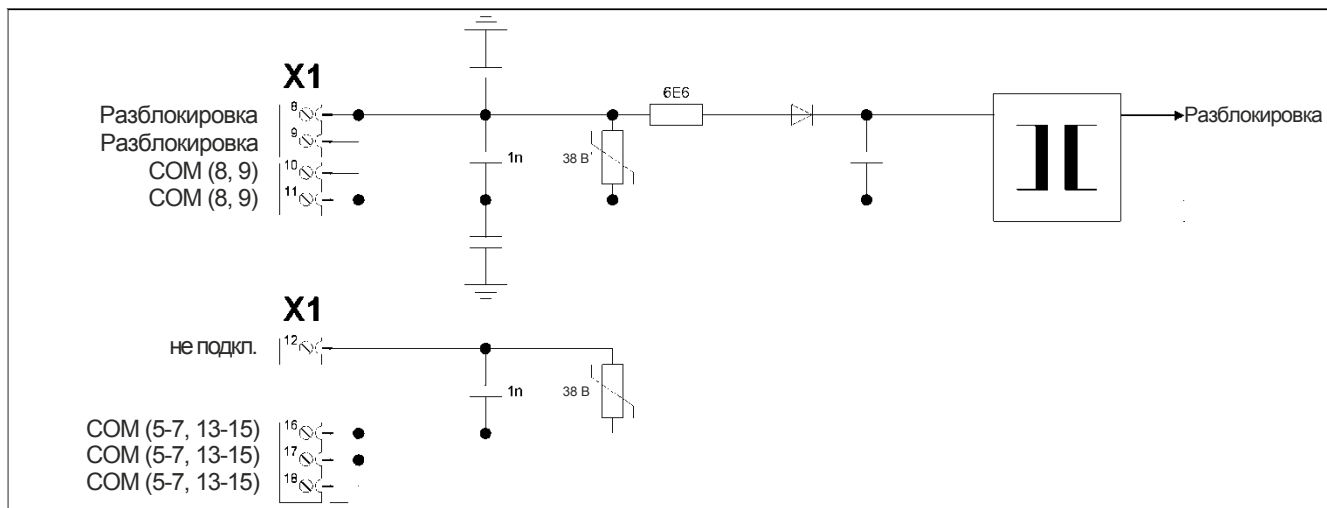 X1
6E6
Разблокировка 8
Разблокировка
Разблокировка 9
COM (8, 9) 10
1n
38 В
COM (8, 9) 11
X1
не подкл. 12
1n
38 В
COM (5-7, 13-15) 16
COM (5-7, 13-15) 17
COM (5-7, 13-15) 18